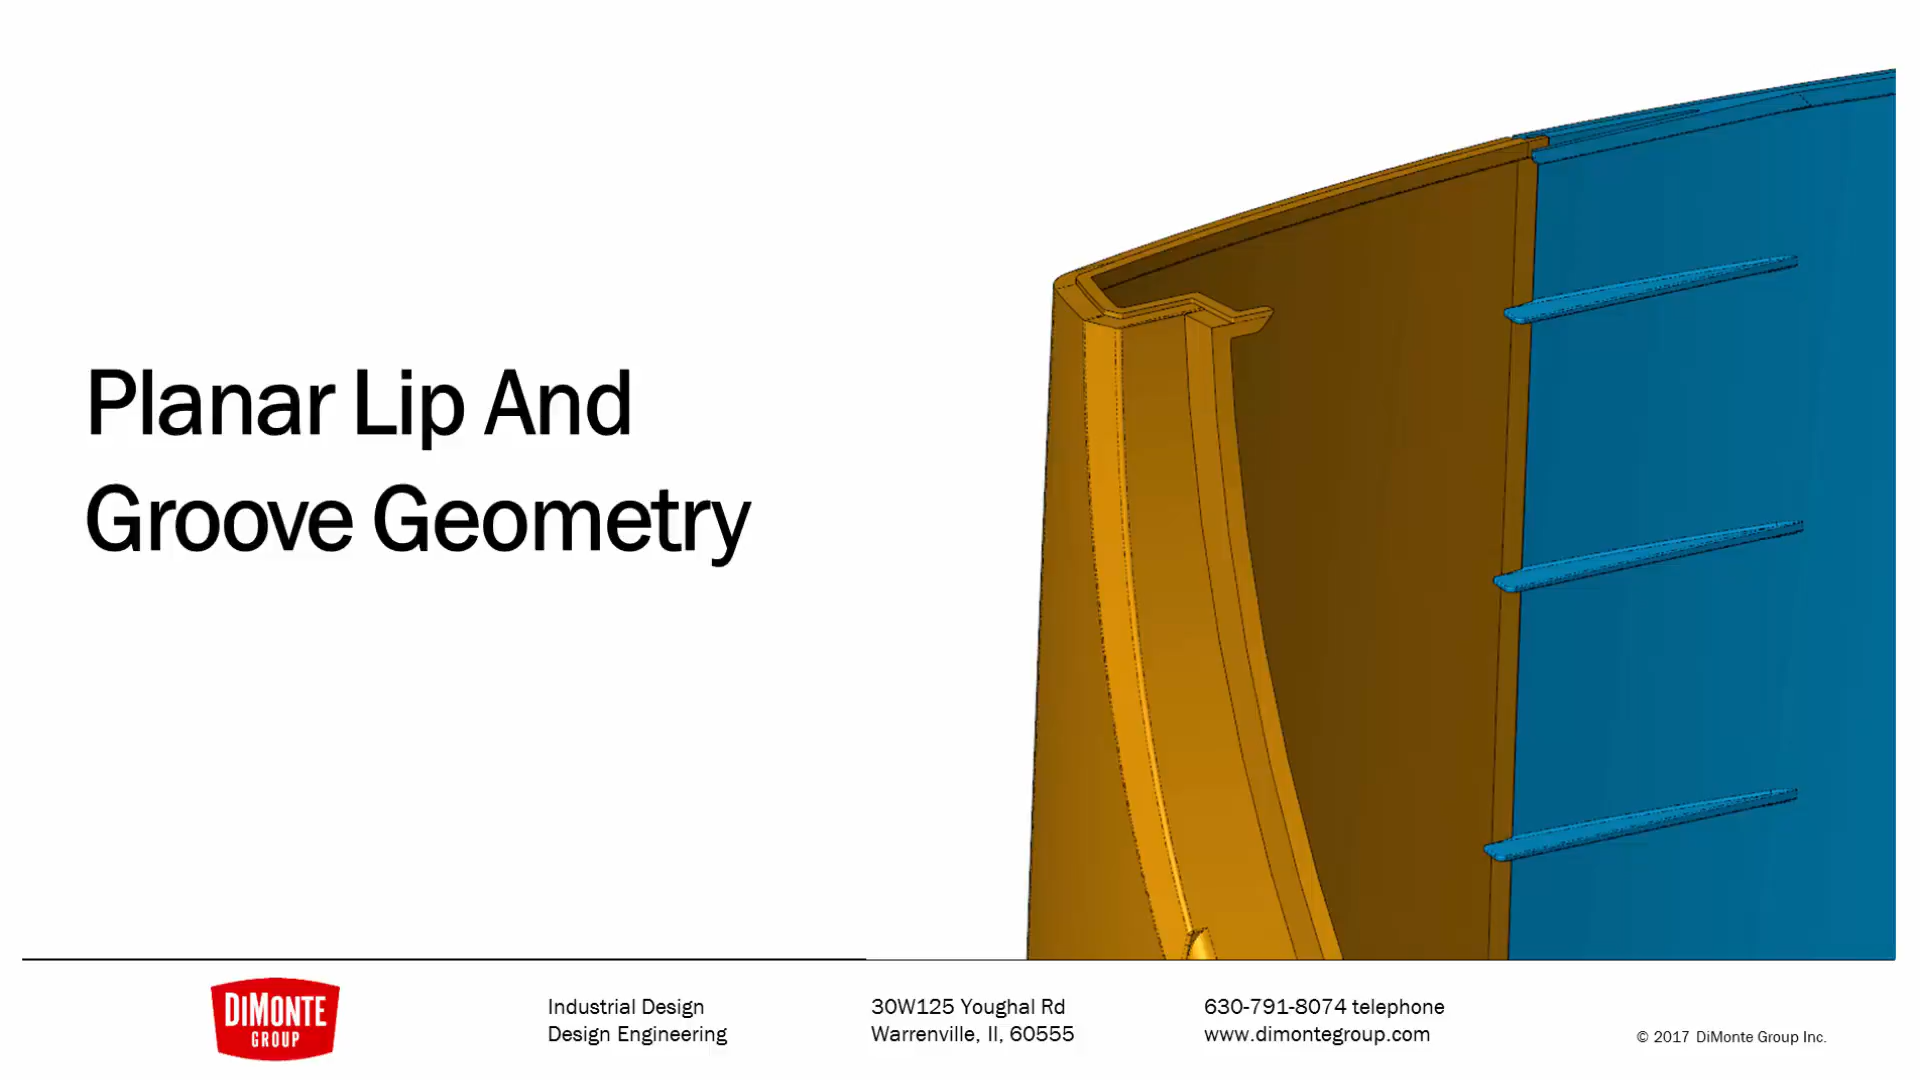 Planar Lip And
Groove Geometry
DIMONTE
GROUP
Industrial Design
Design Engineering
30W125 Youghal Rd
Warrenville, Il, 60555
630-791-8074 telephone
www.dimontegroup.com
© 2017 DiMonte Group Inc.